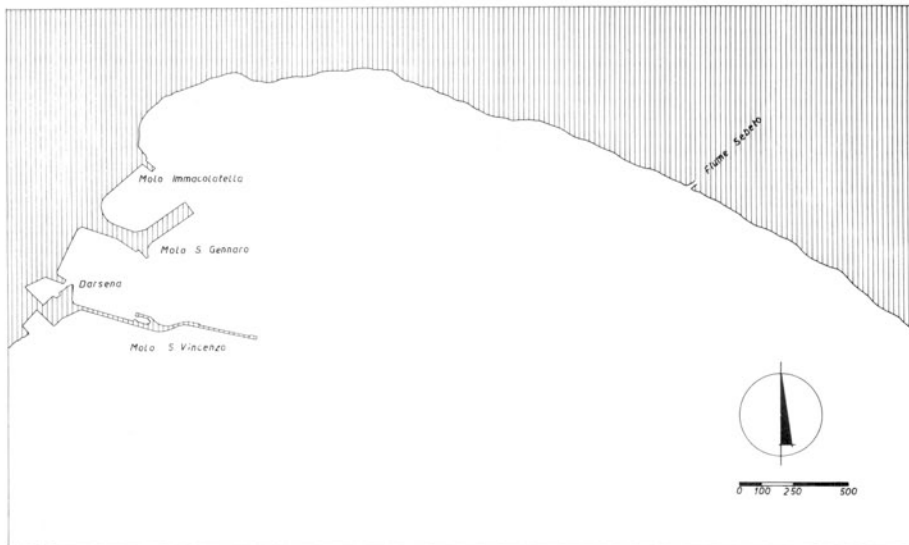 Fiume Sebeto
Molo Immacolatella
Molo S. Gennaro
Darsena
Molo S. Vincenzo
0 100 250 500